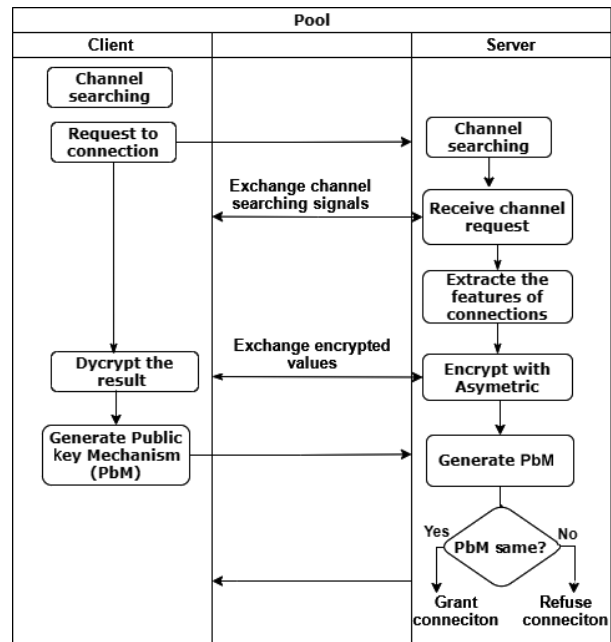 Pool
Client
Server
Channel
searching
Request to
connection
Channel
searching
Exchange channel
searching signals
Receive channel
request
Extracte the
features of
connections
Exchange encrypted
values
Dycrypt the
result
Encrypt with
Asymetric
Generate Public
key Mechanism
(PbM)
Generate PbM
Yes
No
PbM same?
Grant
conneciton
Refuse
conneciton